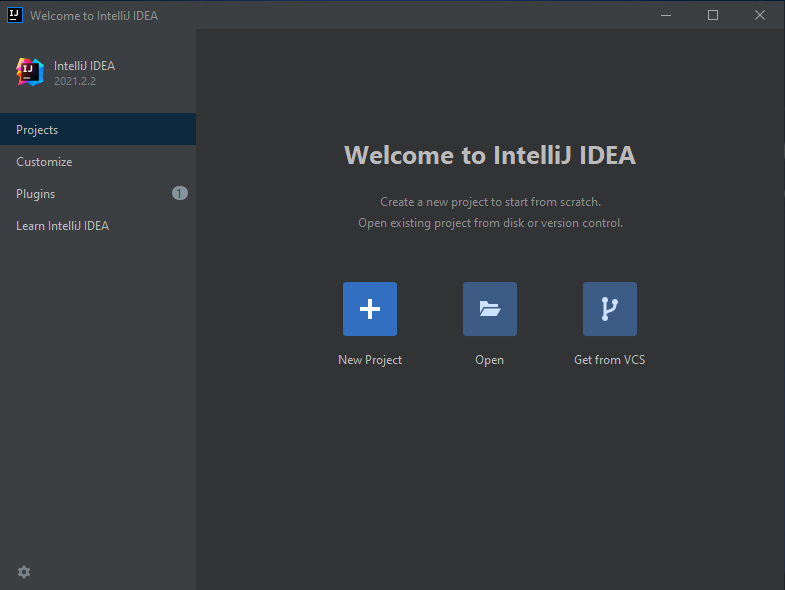 IJ Welcome to IntelliJ IDEA
IJ
IntelliJ IDEA
2021.2.2
Projects
Customize
Plugins 1
Learn IntelliJ IDEA
Welcome to IntelliJ IDEA
Create a new project to start from scratch.
Open existing project from disk or version control.
New Project Open Get from VCS